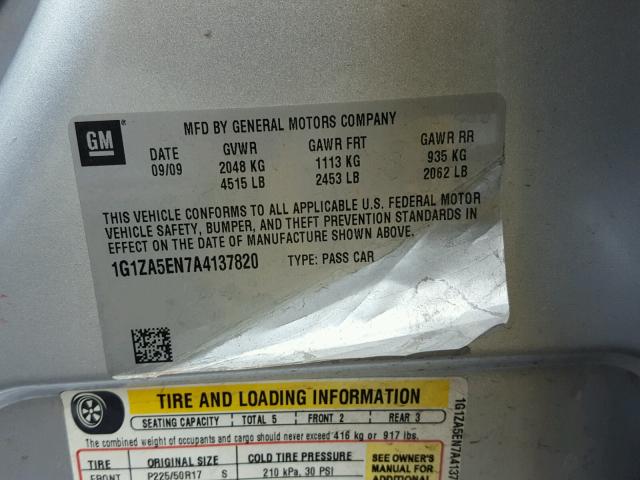 GM
MFD BY GENERAL MOTORS COMPANY
DATE GVWR GAWR FRT GAWR RR
09/09 2048 KG 1113 KG 935 KG
4515 LB 2453 LB 2062 LB
THIS VEHICLE CONFORMS TO ALL APPLICABLE U.S. FEDERAL MOTOR
VEHICLE SAFETY, BUMPER, AND THEFT PREVENTION STANDARDS IN
EFFECT ON THE DATE OF MANUFACTURE SHOWN ABOVE.
1G1ZA5EN7A4137820 TYPE: PASS CAR
TIRE AND LOADING INFORMATION
SEATING CAPACITY TOTAL 5 FRONT 2 REAR 3
The combined weight of occupants and cargo should never exceed 416 kg or 917 lbs.
TIRE ORIGINAL SIZE COLD TIRE PRESSURE
FRONT P225/50R17 S 210 kPa, 30 PSI
SEE OWNER'S
MANUAL FOR
ADDITIONAL
1G1ZA5EN7A4137